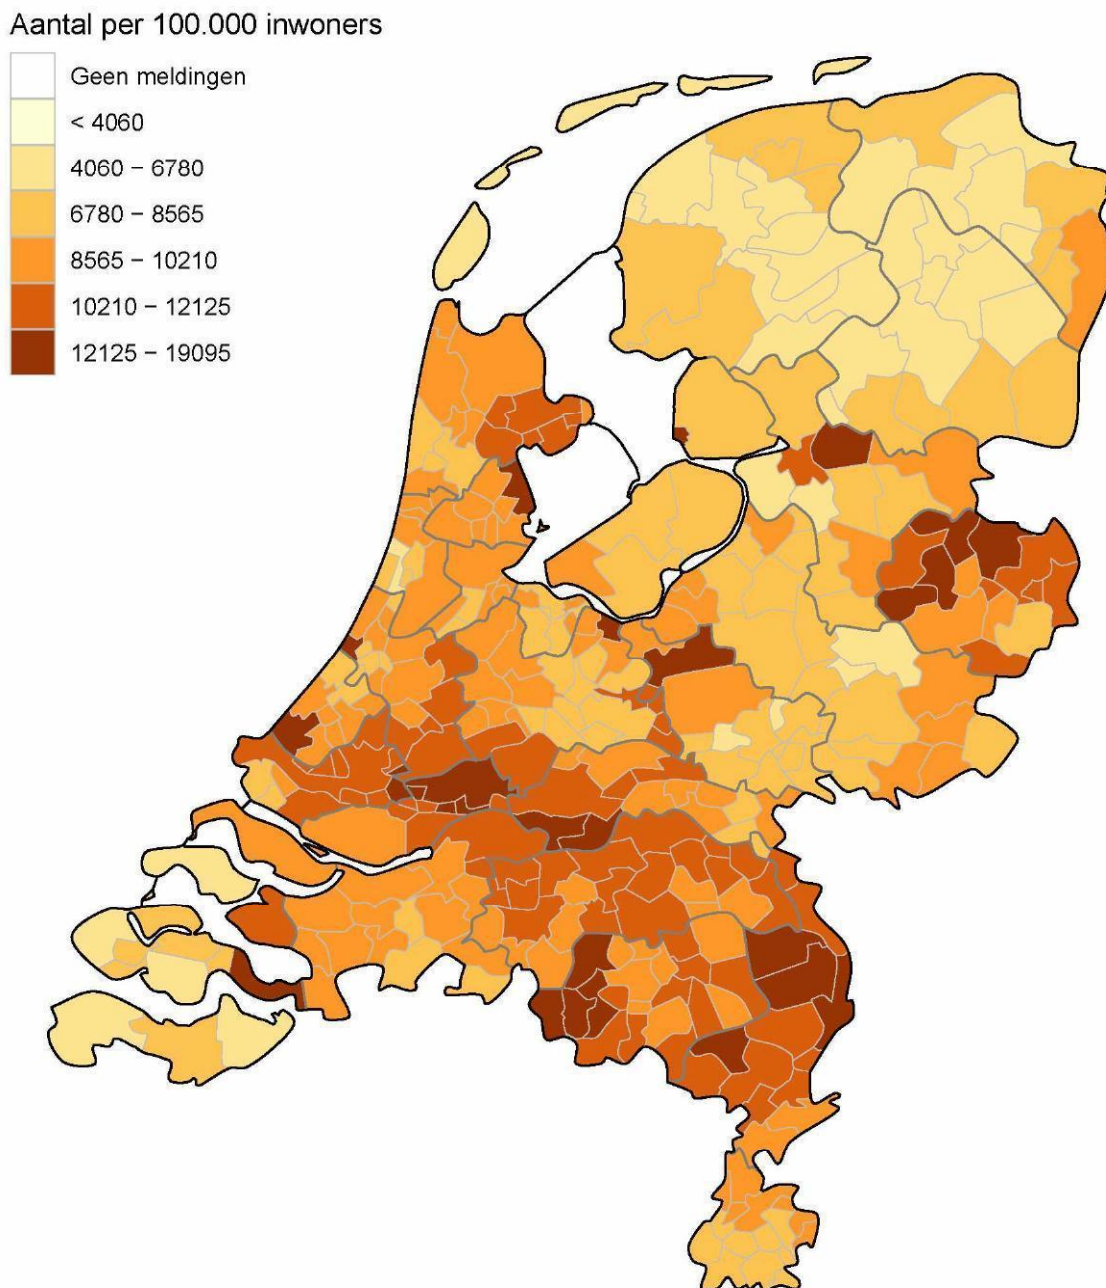 Aantal per 100.000 inwoners
Geen meldingen
< 4060
4060 − 6780
6780 − 8565
8565 − 10210
10210 − 12125
12125 − 19095